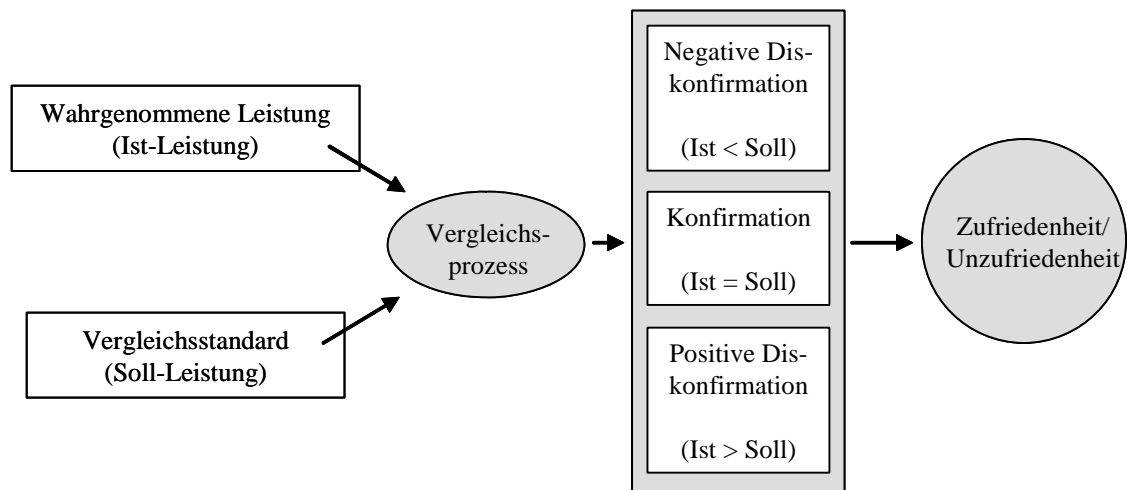 Wahrgenommene Leistung
(Ist-Leistung)
Vergleichsstandard
(Soll-Leistung)
Vergleichs-
prozess
Negative Dis-
konfirmation
(Ist < Soll)
Konfirmation
(Ist = Soll)
Positive Dis-
konfirmation
(Ist > Soll)
Zufriedenheit/
Unzufriedenheit